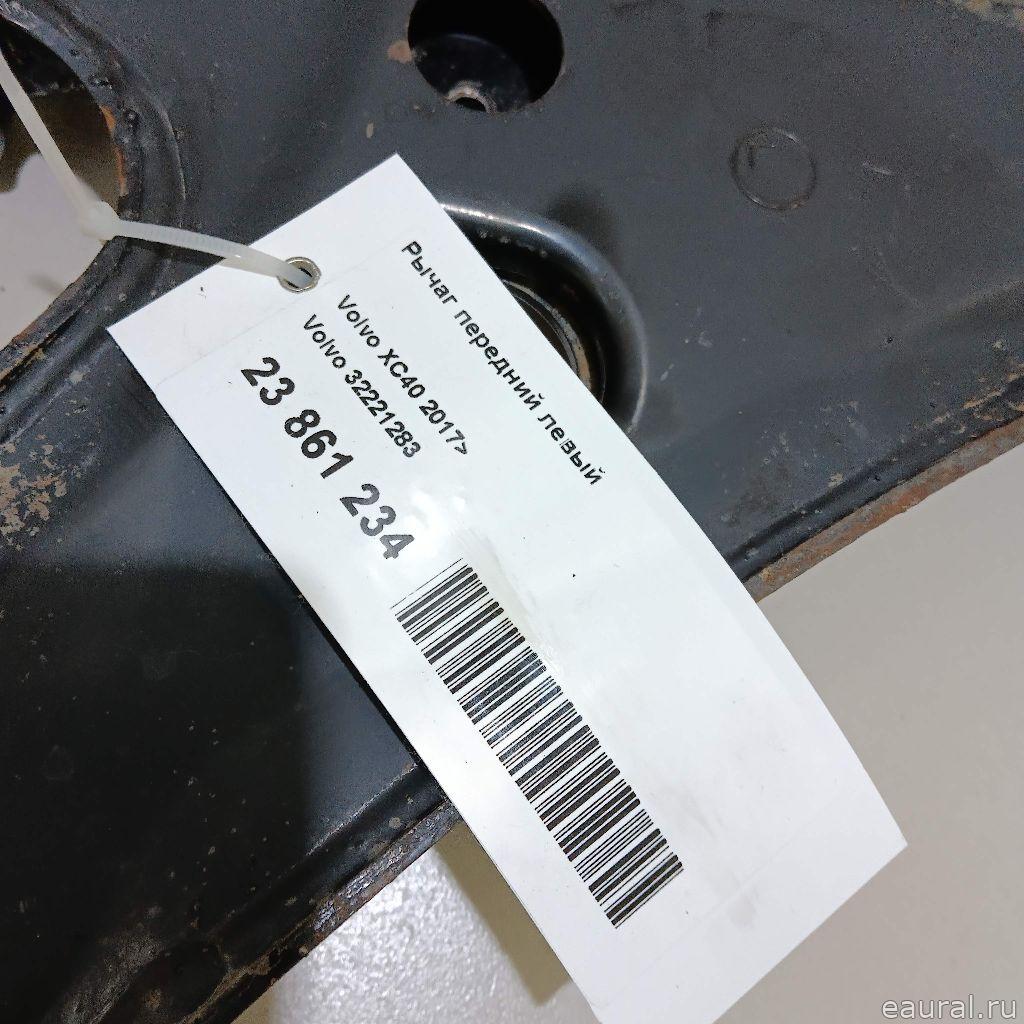 Рычаг передний левый
Volvo XC40 2017>
Volvo 32221283
23 861 234
eaural.ru